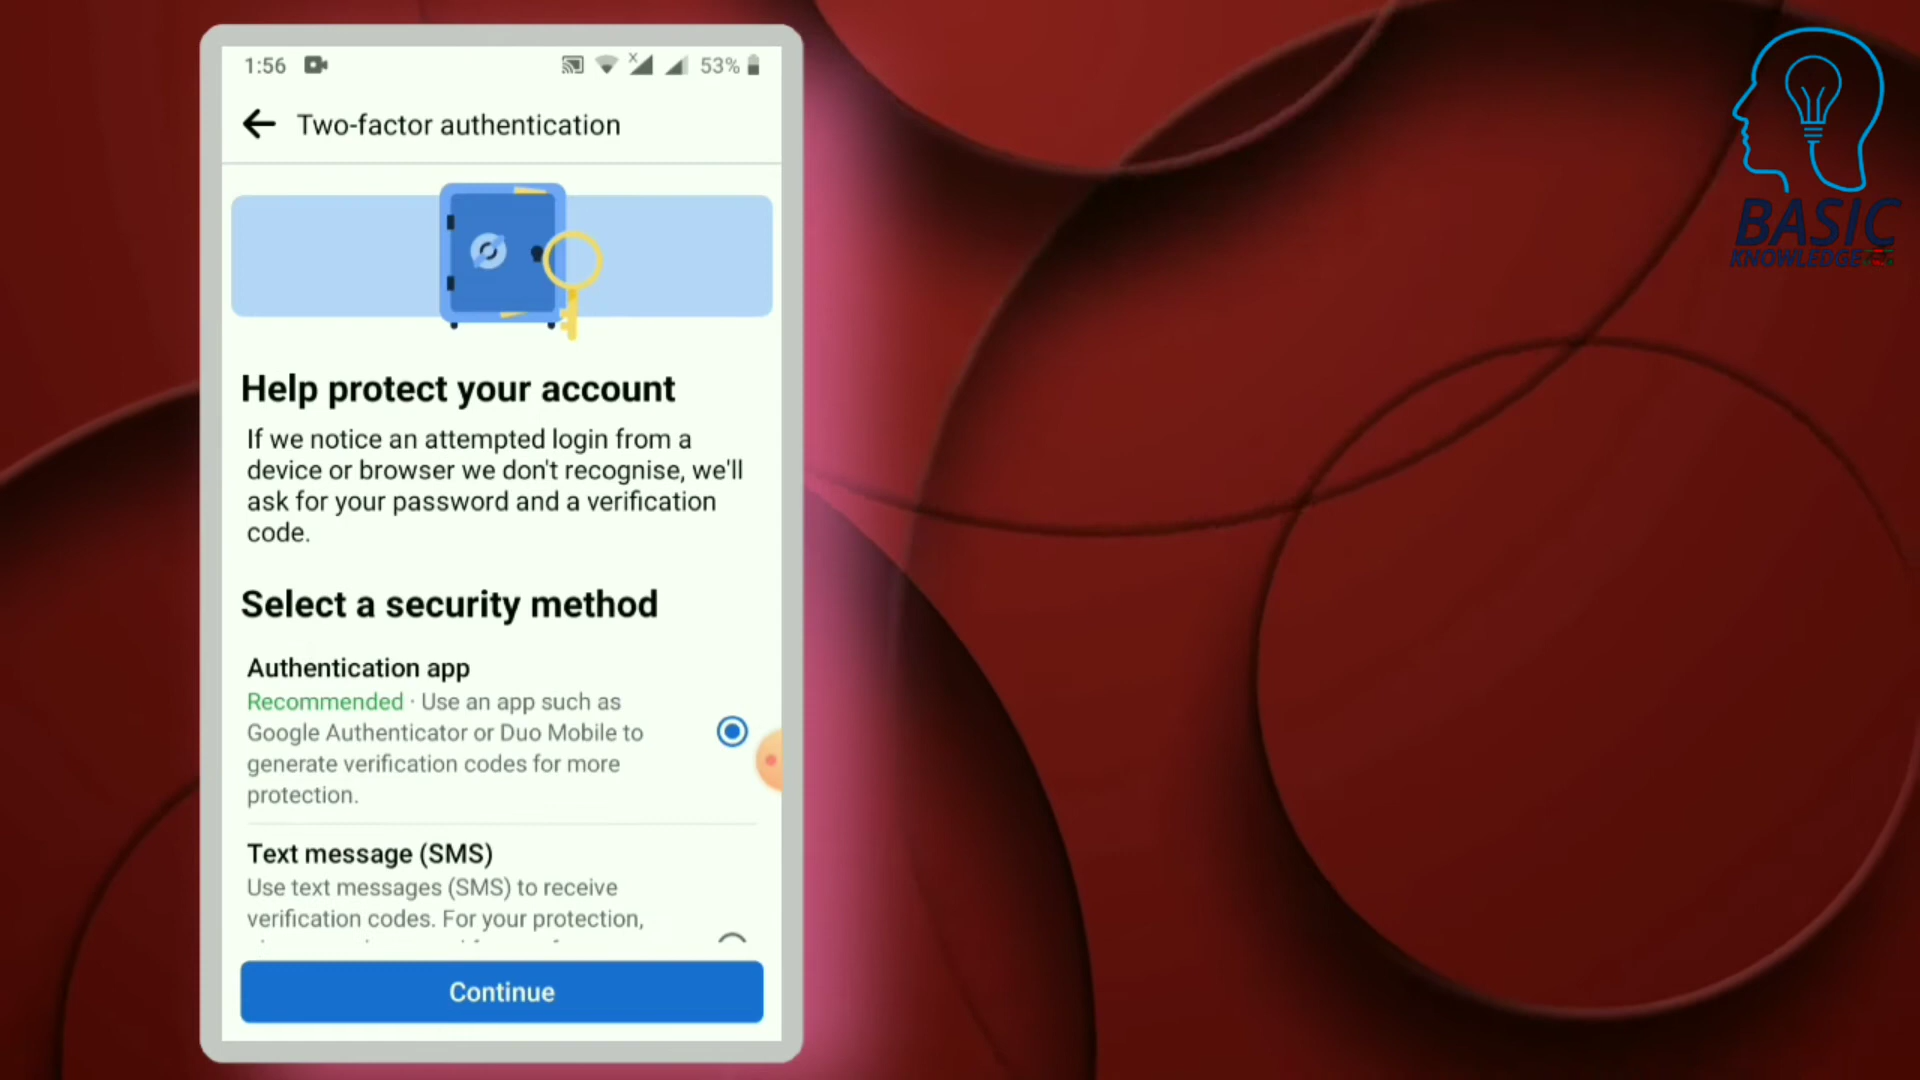 1:56
53%
Two-factor authentication
Help protect your account
If we notice an attempted login from a
device or browser we don't recognise, we'll
ask for your password and a verification
code.
Select a security method
Authentication app
Recommended · Use an app such as
Google Authenticator or Duo Mobile to
generate verification codes for more
protection.
Text message (SMS)
Use text messages (SMS) to receive
verification codes. For your protection,
Continue
BASIC
KNOWLEDGE